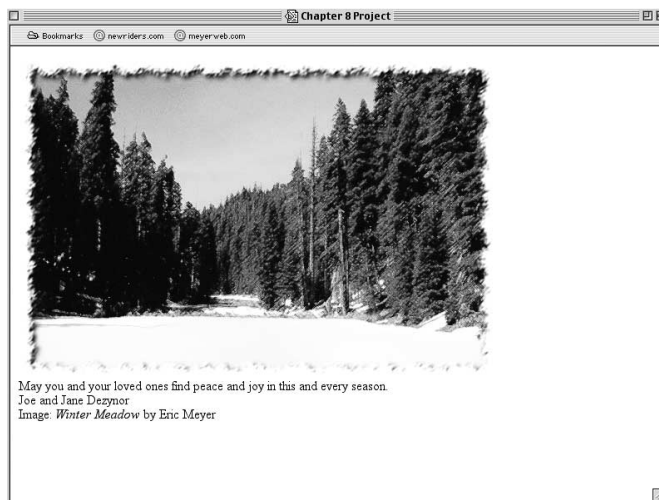 Chapter 8 Project
Bookmarks newriders.com meyerweb.com
May you and your loved ones find peace and joy in this and every season.
Joe and Jane Dezynor
Image: Winter Meadow by Eric Meyer